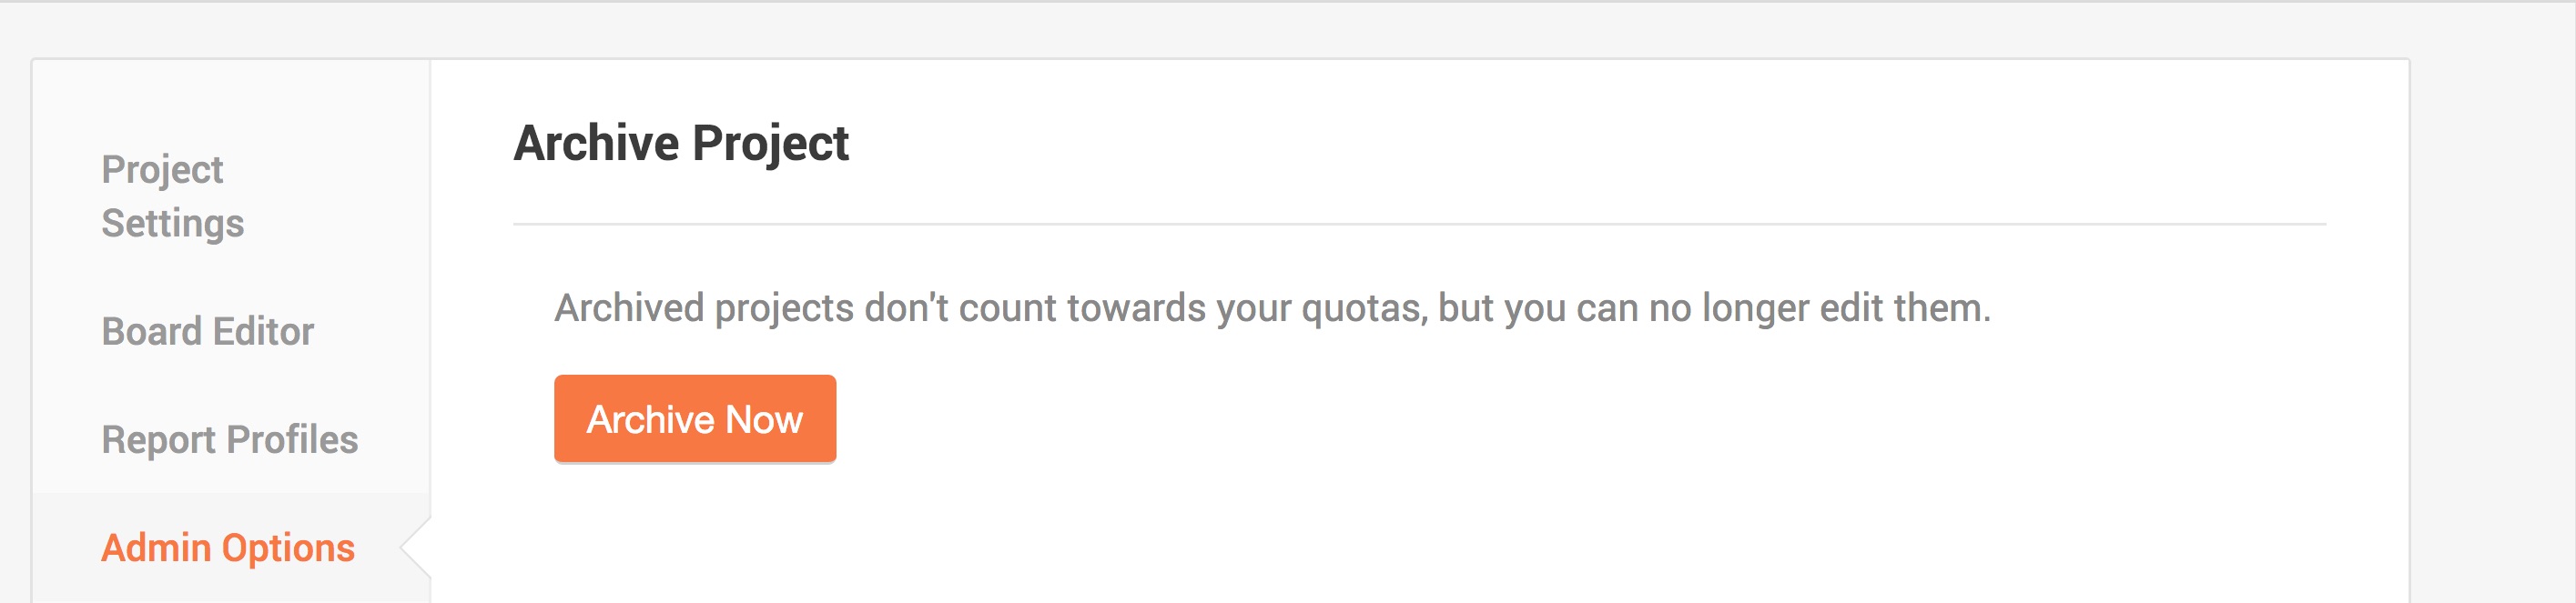 Project
Settings
Board Editor
Report Profiles
Admin Options
Archive Project
Archived projects don't count towards your quotas, but you can no longer edit them.
Archive Now